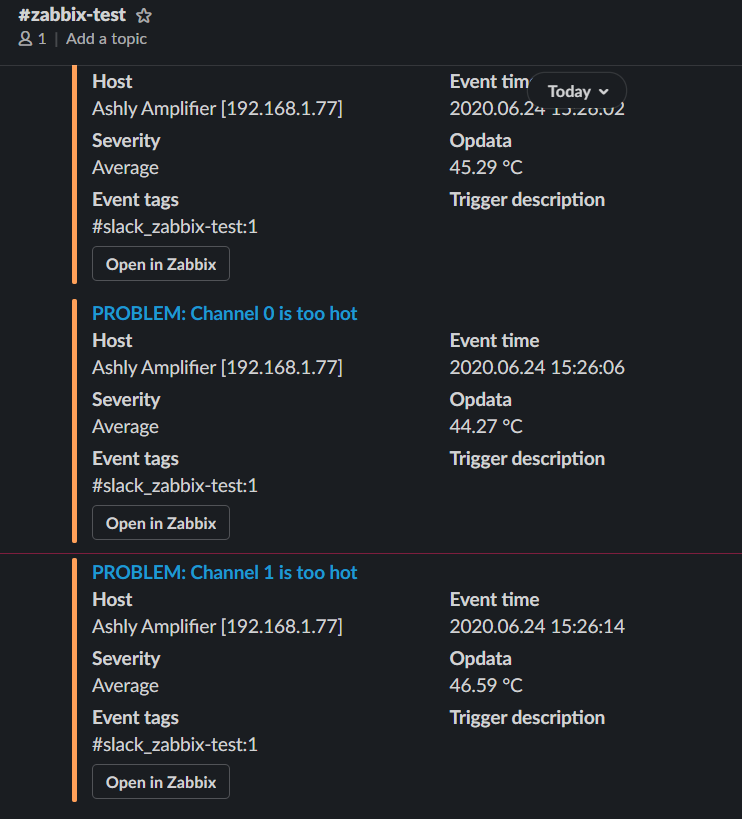 #zabbix-test
1 | Add a topic
Host Event time
Today
Ashly Amplifier [192.168.1.77] 2020.06.24 15:26:02
Severity Opdata
Average 45.29 °C
Event tags Trigger description
#slack_zabbix-test:1
Open in Zabbix
PROBLEM: Channel 0 is too hot
Host Event time
Ashly Amplifier [192.168.1.77] 2020.06.24 15:26:06
Severity Opdata
Average 44.27 °C
Event tags Trigger description
#slack_zabbix-test:1
Open in Zabbix
PROBLEM: Channel 1 is too hot
Host Event time
Ashly Amplifier [192.168.1.77] 2020.06.24 15:26:14
Severity Opdata
Average 46.59 °C
Event tags Trigger description
#slack_zabbix-test:1
Open in Zabbix